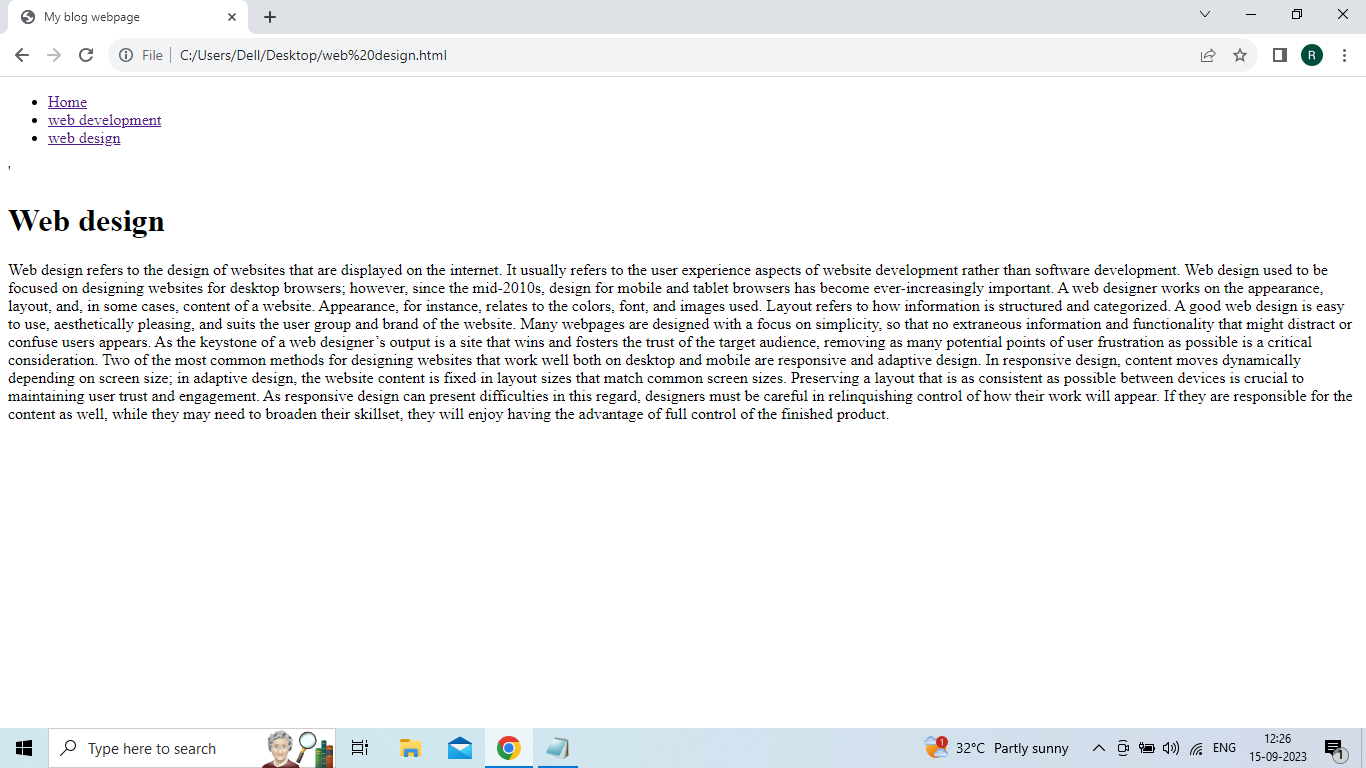 My blog webpage
File C:/Users/Dell/Desktop/web%20design.html
R
Home
web development
web design
'
Web design
Web design refers to the design of websites that are displayed on the internet. It usually refers to the user experience aspects of website development rather than software development. Web design used to be
focused on designing websites for desktop browsers; however, since the mid-2010s, design for mobile and tablet browsers has become ever-increasingly important. A web designer works on the appearance,
layout, and, in some cases, content of a website. Appearance, for instance, relates to the colors, font, and images used. Layout refers to how information is structured and categorized. A good web design is easy
to use, aesthetically pleasing, and suits the user group and brand of the website. Many webpages are designed with a focus on simplicity, so that no extraneous information and functionality that might distract or
confuse users appears. As the keystone of a web designer’s output is a site that wins and fosters the trust of the target audience, removing as many potential points of user frustration as possible is a critical
consideration. Two of the most common methods for designing websites that work well both on desktop and mobile are responsive and adaptive design. In responsive design, content moves dynamically
depending on screen size; in adaptive design, the website content is fixed in layout sizes that match common screen sizes. Preserving a layout that is as consistent as possible between devices is crucial to
maintaining user trust and engagement. As responsive design can present difficulties in this regard, designers must be careful in relinquishing control of how their work will appear. If they are responsible for the
content as well, while they may need to broaden their skillset, they will enjoy having the advantage of full control of the finished product.
Type here to search
1
32°C Partly sunny
ENG
12:26
15-09-2023
1